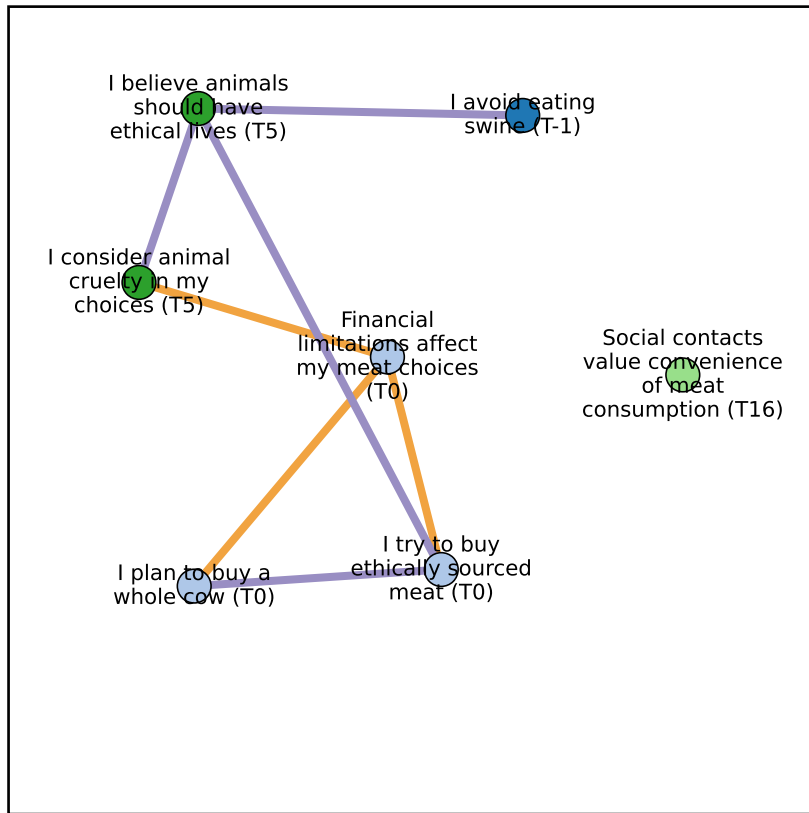 I believe animals
should have
ethical lives (T5)
I avoid eating
swine (T-1)
I consider animal
cruelty in my
choices (T5)
Financial
limitations affect
my meat choices
(T0)
Social contacts
value convenience
of meat
consumption (T16)
I plan to buy a
whole cow (T0)
I try to buy
ethically sourced
meat (T0)